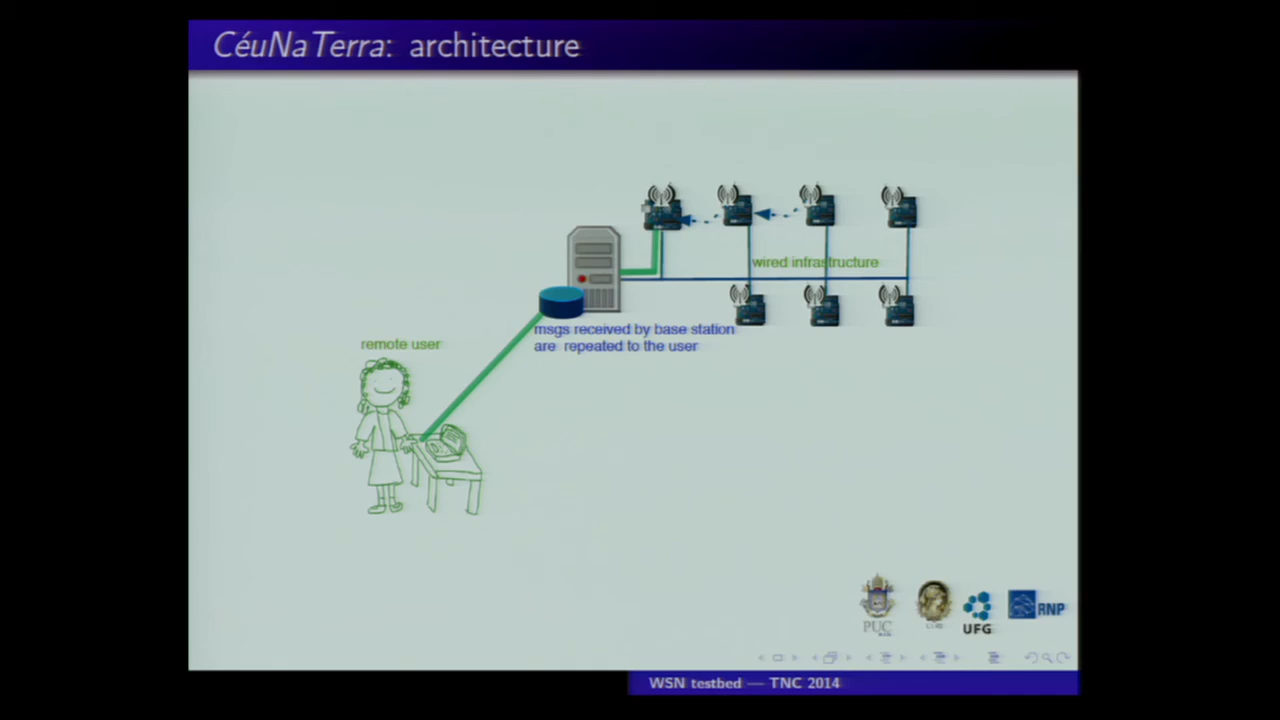 CéuNaTerra: architecture
wired infrastructure
msgs received by base station
are repeated to the user
remote user
PUC
UFG
RNP
WSN testbed — TNC 2014